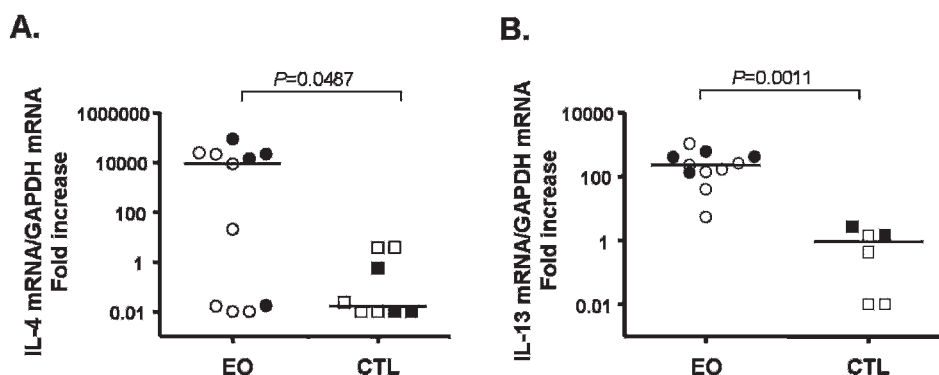 A.
P=0.0487
IL-4 mRNA/GAPDH mRNA
Fold increase
1000000
10000
100
1
0.01
EO
CTL
B.
P=0.0011
IL-13 mRNA/GAPDH mRNA
Fold increase
10000
100
1
0.01
EO
CTL